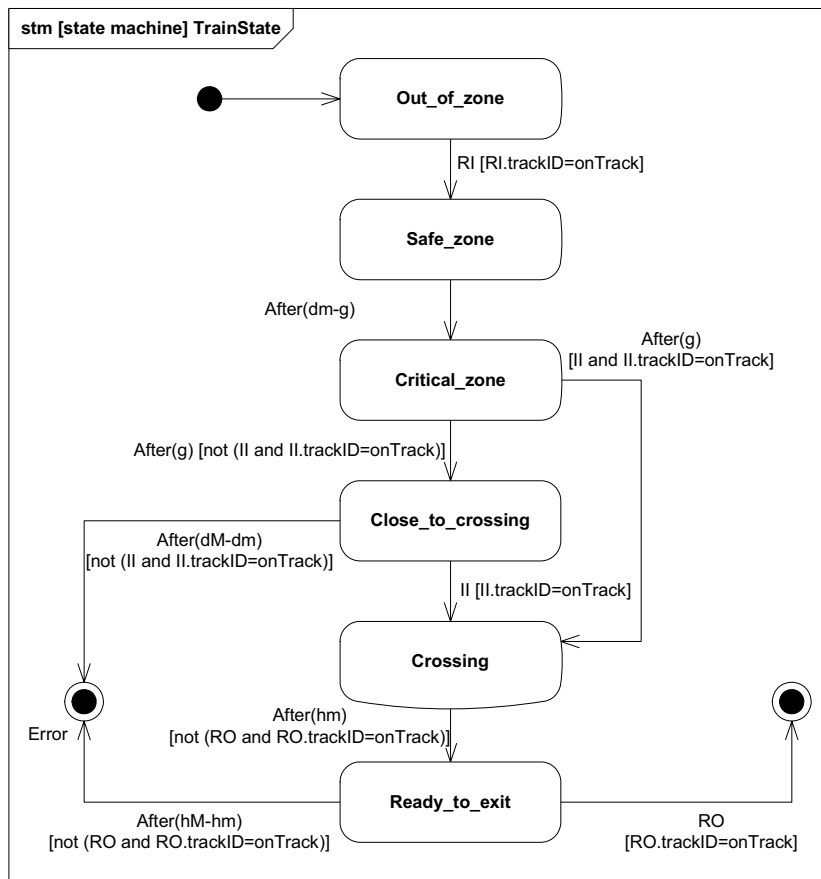 stm [state machine] TrainState
Out_of_zone
RI [RI.trackID=onTrack]
Safe_zone
After(dm-g)
After(g)
[II and II.trackID=onTrack]
Critical_zone
After(g) [not (II and II.trackID=onTrack)]
Close_to_crossing
After(dM-dm)
[not (II and II.trackID=onTrack)]
II [II.trackID=onTrack]
Crossing
After(hm)
[not (RO and RO.trackID=onTrack)]
Error
Ready_to_exit
After(hM-hm)
[not (RO and RO.trackID=onTrack)]
RO
[RO.trackID=onTrack]